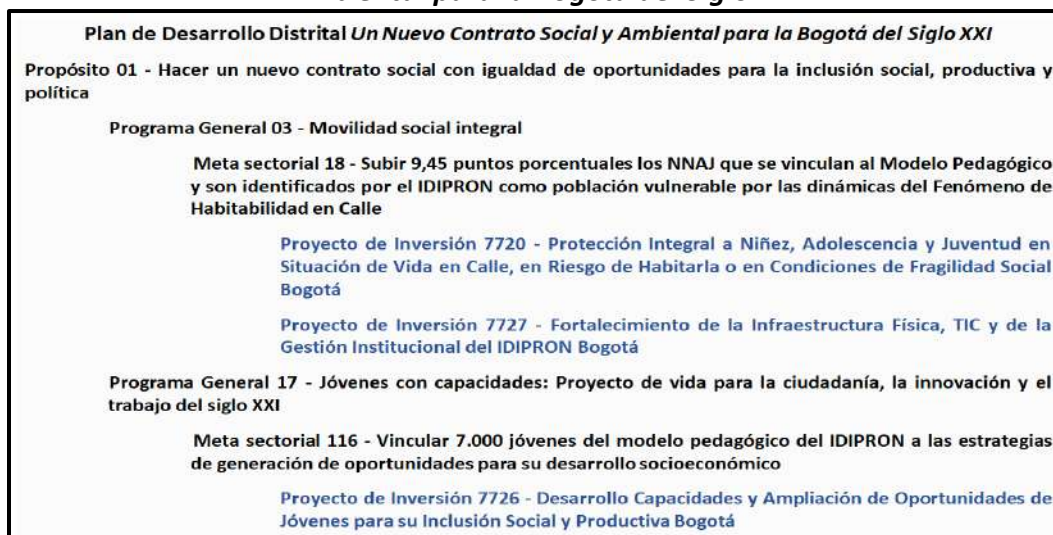 Plan de Desarrollo Distrital Un Nuevo Contrato Social y Ambiental para la Bogotá del Siglo XXI
Propósito 01 - Hacer un nuevo contrato social con igualdad de oportunidades para la inclusión social, productiva y
política
Programa General 03 - Movilidad social integral
Meta sectorial 18 - Subir 9,45 puntos porcentuales los NNAJ que se vinculan al Modelo Pedagógico
y son identificados por el IDIPRON como población vulnerable por las dinámicas del Fenómeno de
Habitabilidad en Calle
Proyecto de Inversión 7720 - Protección Integral a Niñez, Adolescencia y Juventud en
Situación de Vida en Calle, en Riesgo de Habitarla o en Condiciones de Fragilidad Social
Bogotá
Proyecto de Inversión 7727 - Fortalecimiento de la Infraestructura Física, TIC y de la
Gestión Institucional del IDIPRON Bogotá
Programa General 17 - Jóvenes con capacidades: Proyecto de vida para la ciudadanía, la innovación y el
trabajo del siglo XXI
Meta sectorial 116 - Vincular 7.000 jóvenes del modelo pedagógico del IDIPRON a las estrategias
de generación de oportunidades para su desarrollo socioeconómico
Proyecto de Inversión 7726 - Desarrollo Capacidades y Ampliación de Oportunidades de
Jóvenes para su Inclusión Social y Productiva Bogotá